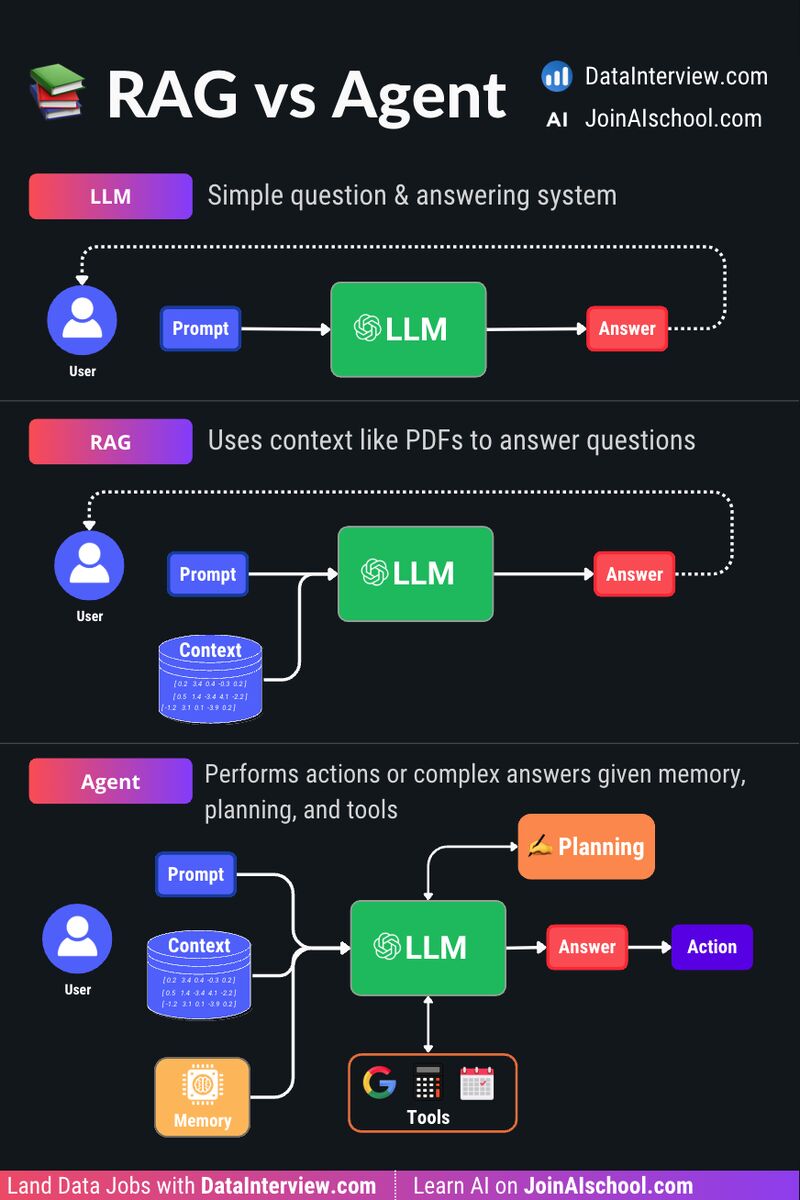 RAG vs Agent
DataInterview.com
AI JoinAIschool.com
LLM
Simple question & answering system
User
Prompt
LLM
Answer
RAG
Uses context like PDFs to answer questions
User
Prompt
LLM
Answer
Context
[0.2 3.4 0.4 -0.3 0.2]
[0.5 1.4 -3.4 4.1 -2.2]
[-1.2 3.1 0.1 -3.9 0.2]
Agent
Performs actions or complex answers given memory,
planning, and tools
Planning
Prompt
User
Context
[0.2 3.4 0.4 -0.3 0.2]
[0.5 1.4 -3.4 4.1 -2.2]
[-1.2 3.1 0.1 -3.9 0.2]
LLM
Answer
Action
Memory
G
Tools
Land Data Jobs with DataInterview.com
Learn AI on JoinAIschool.com